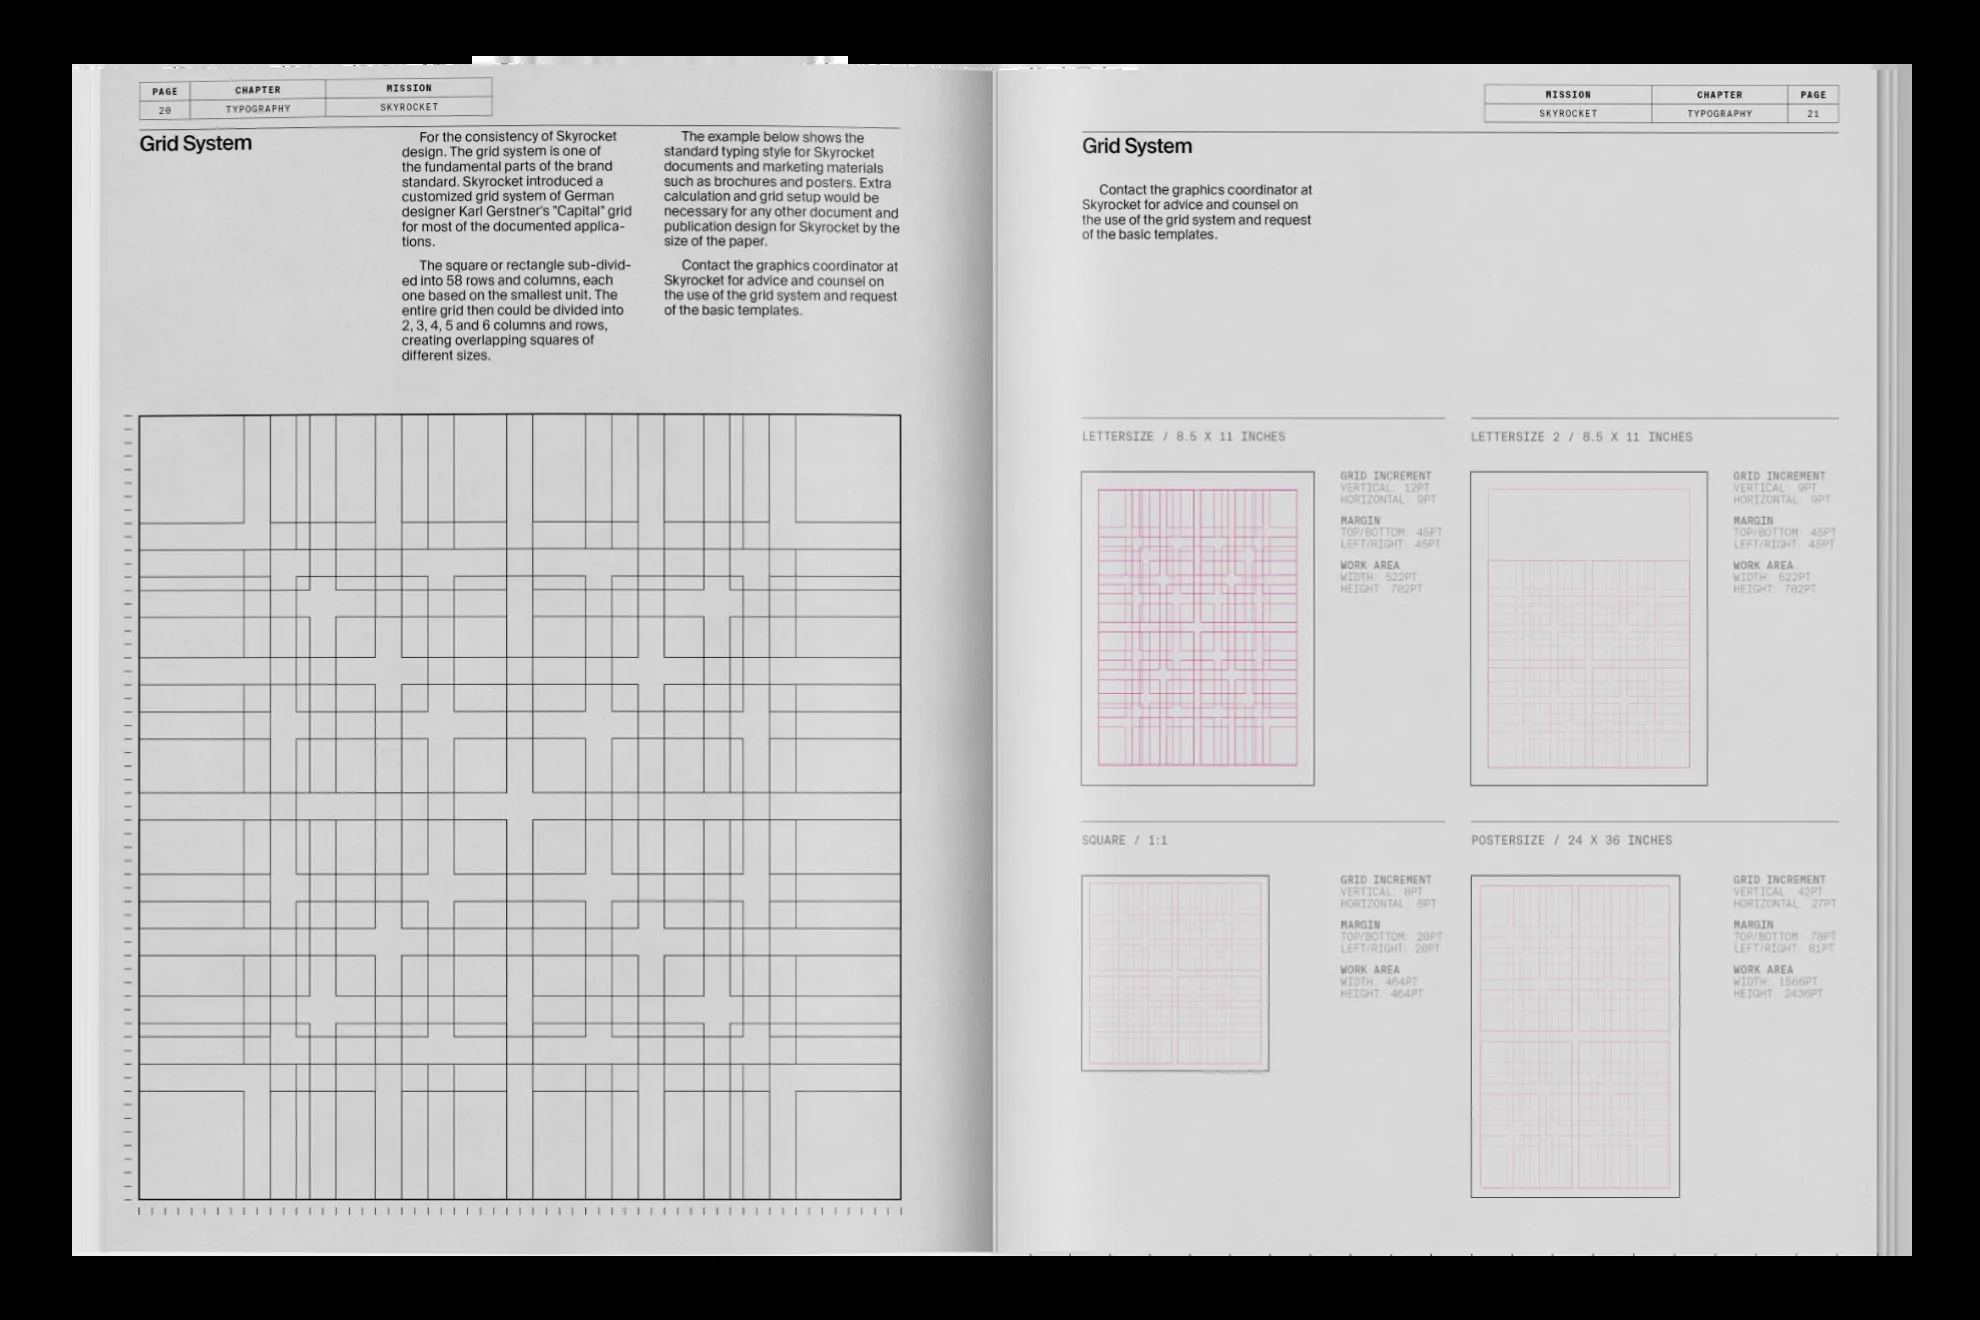 PAGE CHAPTER MISSION
20 TYPOGRAPHY SKYROCKET
Grid System
For the consistency of Skyrocket
design. The grid system is one of
the fundamental parts of the brand
standard. Skyrocket introduced a
customized grid system of German
designer Karl Gerstner's "Capital" grid
for most of the documented applica-
tions.
The square or rectangle sub-divid-
ed into 58 rows and columns, each
one based on the smallest unit. The
entire grid then could be divided into
2, 3, 4, 5 and 6 columns and rows,
creating overlapping squares of
different sizes.
The example below shows the
standard typing style for Skyrocket
documents and marketing materials
such as brochures and posters. Extra
calculation and grid setup would be
necessary for any other document and
publication design for Skyrocket by the
size of the paper.
Contact the graphics coordinator at
Skyrocket for advice and counsel on
the use of the grid system and request
of the basic templates.
MISSION CHAPTER PAGE
SKYROCKET TYPOGRAPHY 21
Grid System
Contact the graphics coordinator at
Skyrocket for advice and counsel on
the use of the grid system and request
of the basic templates.
LETTERSIZE / 8.5 X 11 INCHES
GRID INCREMENT
VERTICAL: 12PT
HORIZONTAL 9PT
MARGIN
TOP/BOTTOM: 45PT
LEFT/RIGHT: 45PT
WORK AREA
WIDTH: 522PT
HEIGHT: 702PT
LETTERSIZE 2 / 8.5 X 11 INCHES
GRID INCREMENT
VERTICAL: 9PT
HORIZONTAL: 9PT
MARGIN
TOP/BOTTOM: 45PT
LEFT/RIGHT: 45PT
WORK AREA
WIDTH: 522PT
HEIGHT: 702PT
SQUARE / 1:1
GRID INCREMENT
VERTICAL: 8PT
HORIZONTAL: 8PT
MARGIN
TOP/BOTTOM: 20PT
LEFT/RIGHT: 20PT
WORK AREA
WIDTH 464PT
HEIGHT: 464PT
POSTERSIZE / 24 X 36 INCHES
GRID INCREMENT
VERTICAL 42PT
HORIZONTAL: 27PT
MARGIN
TOP/BOTTOM: 78PT
LEFT/RIGHT: 81PT
WORK AREA
WIDTH: 1566PT
HEIGHT: 2436PT